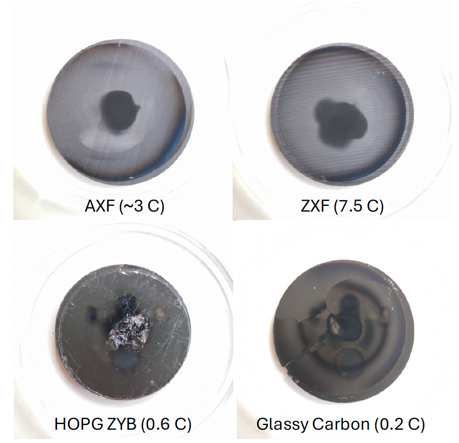 AXF (~3 C)
ZXF (7.5 C)
HOPG ZYB (0.6 C)
Glassy Carbon (0.2 C)